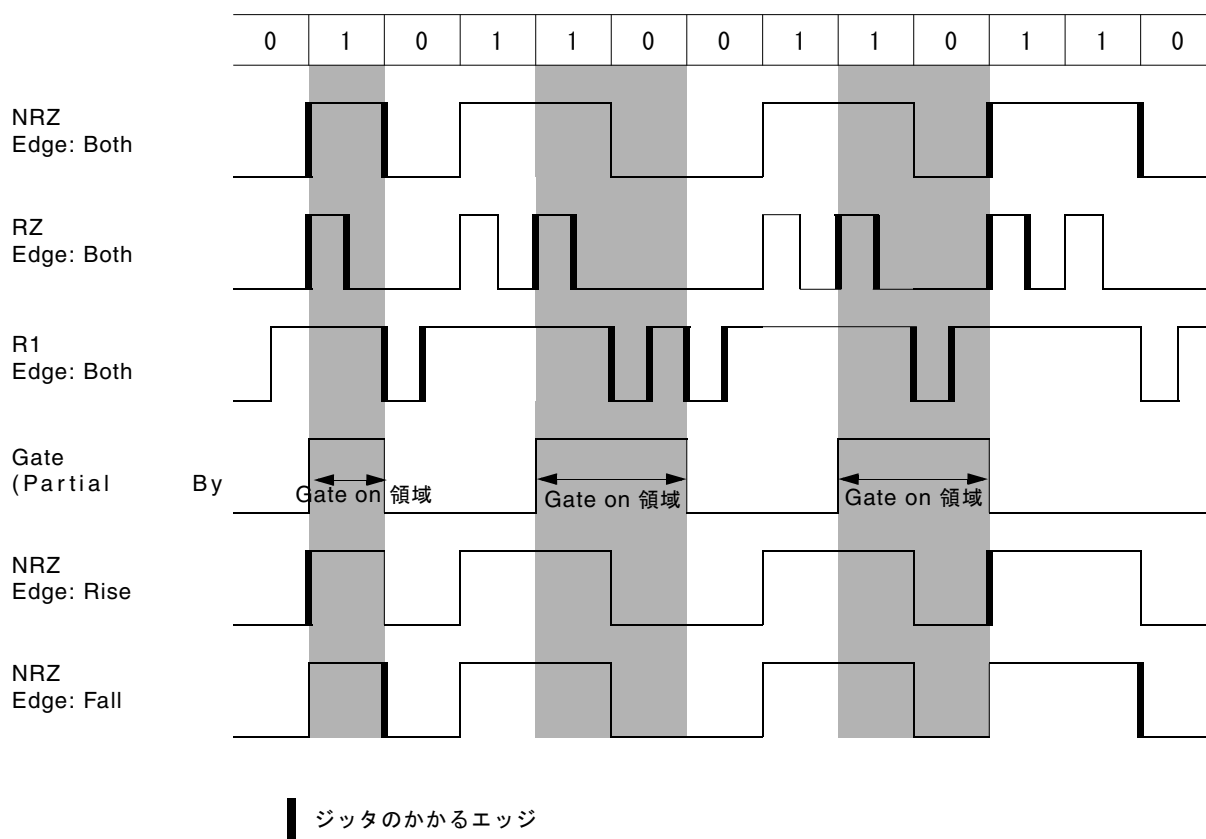 0 1 0 1 1 0 0 1 1 0 1 1 0
NRZ
Edge: Both
RZ
Edge: Both
R1
Edge: Both
Gate
(Partial By
Gate on 領域 Gate on 領域 Gate on 領域
NRZ
Edge: Rise
NRZ
Edge: Fall
ジッタのかかるエッジ